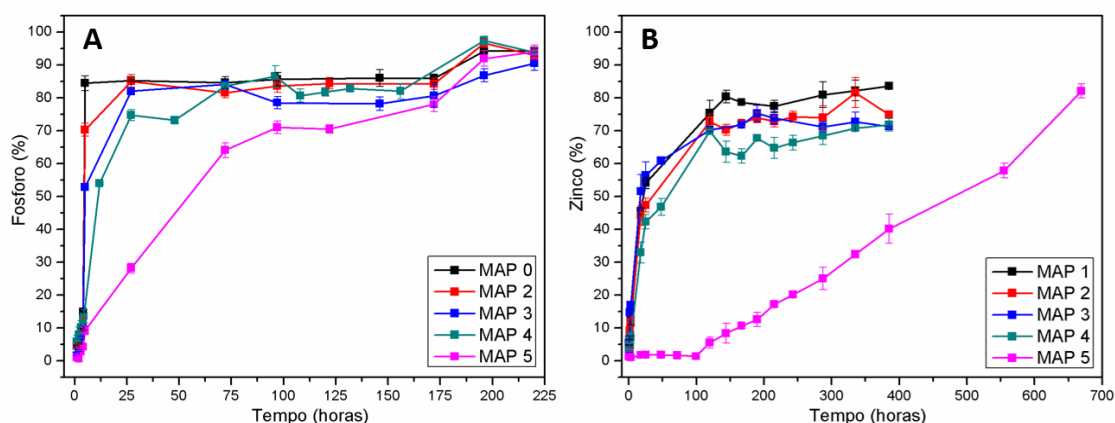 A
Fosforo (%)
100
90
80
70
60
50
40
30
20
10
0
MAP 0
MAP 2
MAP 3
MAP 4
MAP 5
0 25 50 75 100 125 150 175 200 225
Tempo (horas)
B
Zinco (%)
100
90
80
70
60
50
40
30
20
10
0
MAP 1
MAP 2
MAP 3
MAP 4
MAP 5
0 100 200 300 400 500 600 700
Tempo (horas)